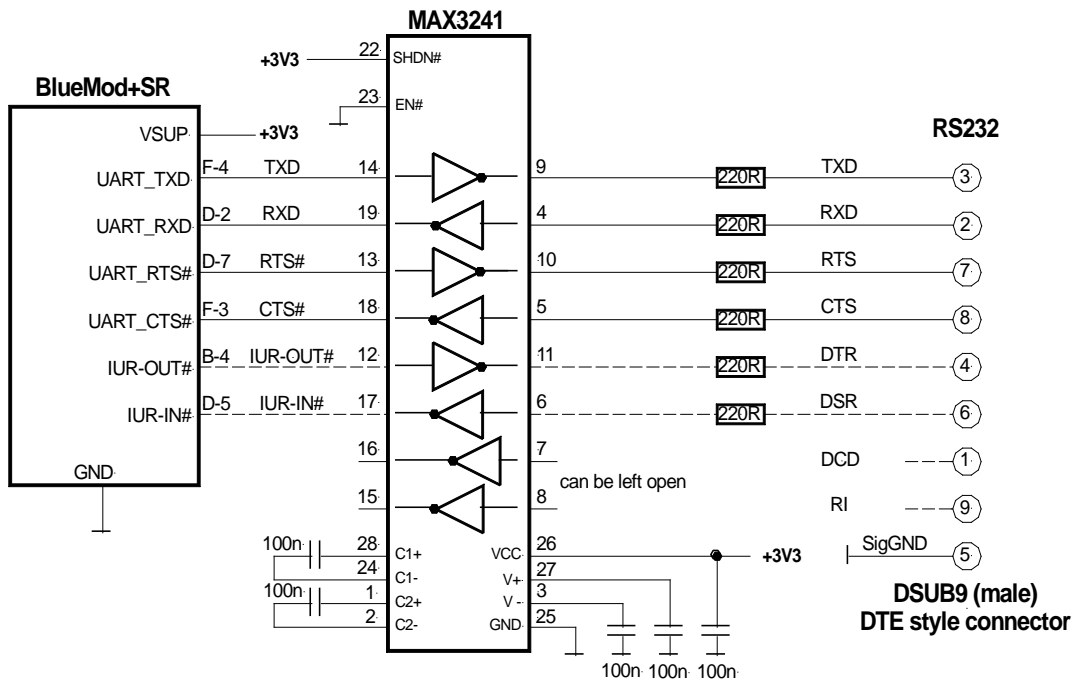 MAX3241
+3V3 22 SHDN#
23 EN#
BlueMod+SR
RS232
VSUP +3V3
UART_TXD F-4 TXD 14 9 220R TXD 3
UART_RXD D-2 RXD 19 4 220R RXD 2
UART_RTS# D-7 RTS# 13 10 220R RTS 7
UART_CTS# F-3 CTS# 18 5 220R CTS 8
IUR-OUT# B-4 IUR-OUT# 12 11 220R DTR 4
IUR-IN# D-5 IUR-IN# 17 6 220R DSR 6
16 7 DCD 1
GND
can be left open
15 8 RI 9
100n 28 C1+ VCC 26 +3V3 SigGND 5
24 C1- V+ 27
100n 1 C2+ V - 3
2 C2- GND 25
DSUB9 (male)
DTE style connector
100n 100n 100n